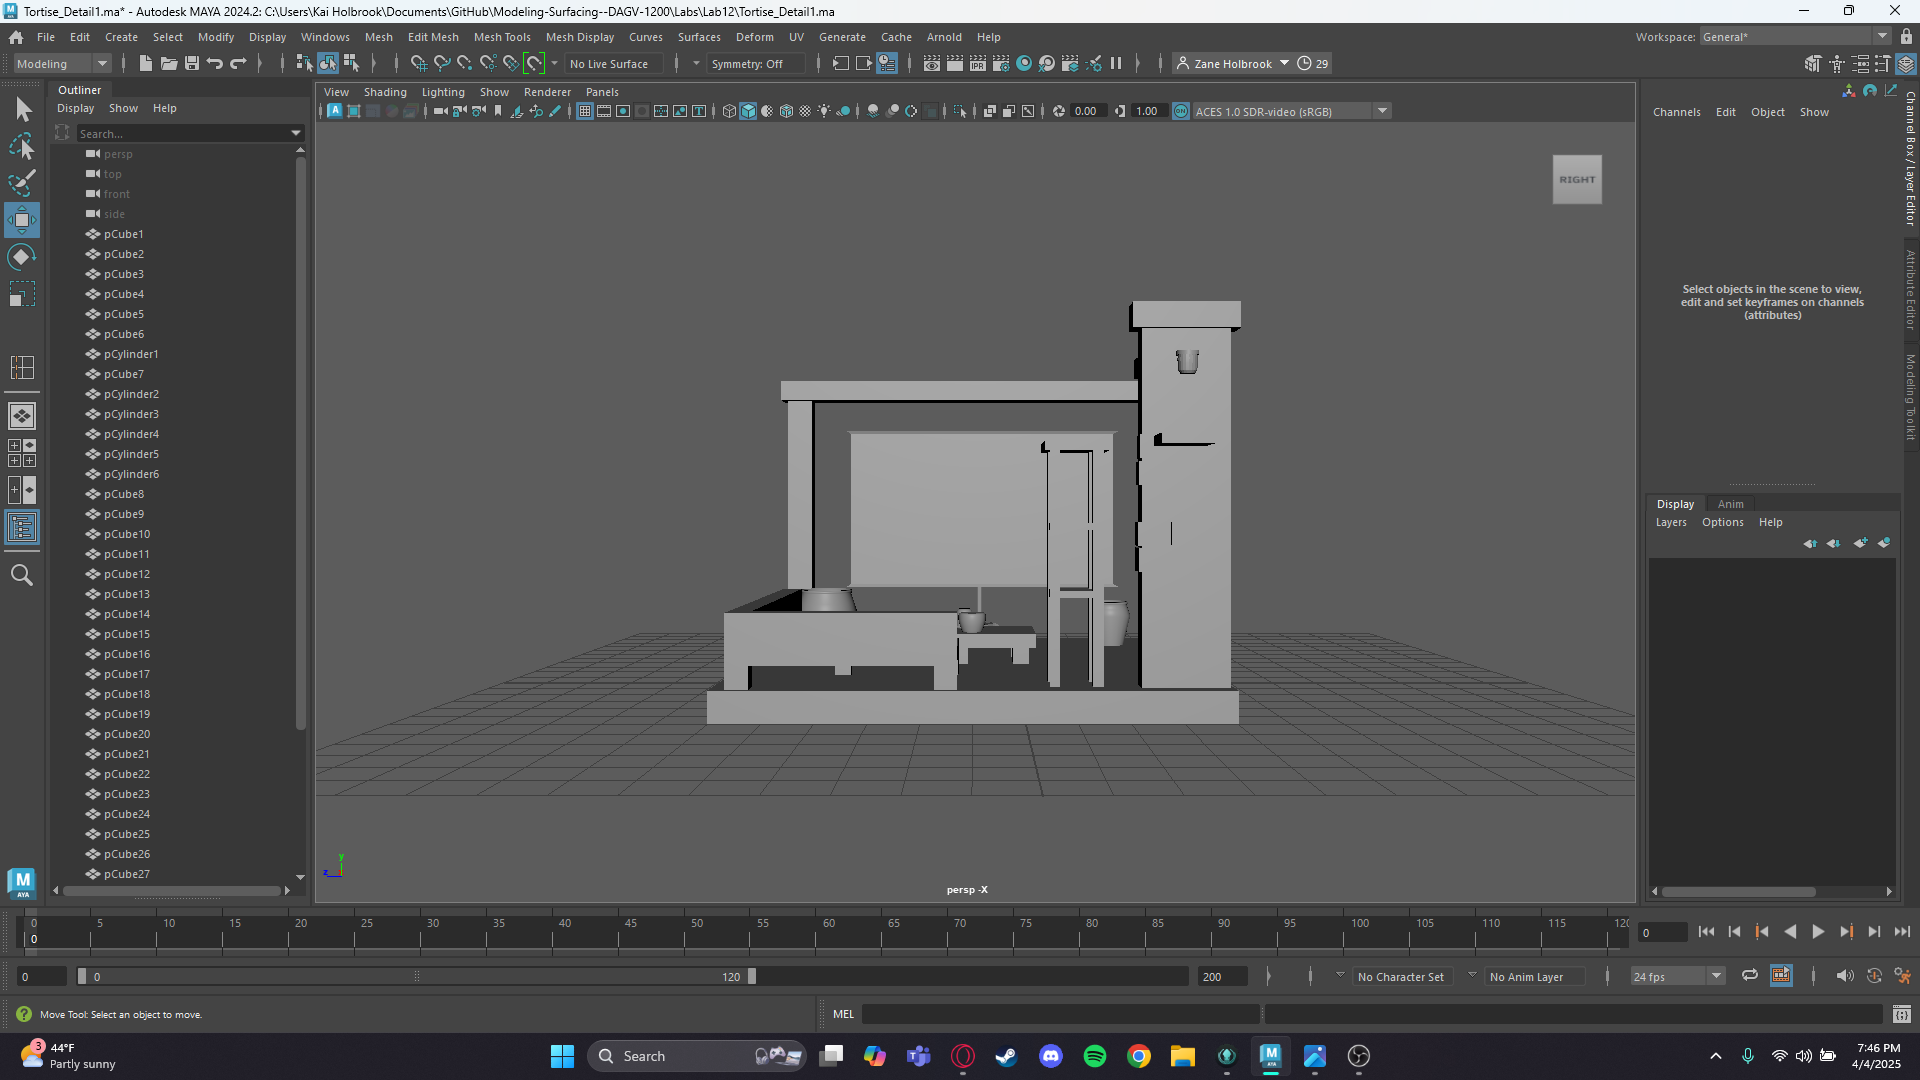 Tortise_Detail1.ma* - Autodesk MAYA 2024.2: C:\Users\Kai Holbrook\Documents\GitHub\Modeling-Surfacing--DAGV-1200\Labs\Lab12\Tortise_Detail1.ma
File Edit Create Select Modify Display Windows Mesh Edit Mesh Mesh Tools Mesh Display Curves Surfaces Deform UV Generate Cache Arnold Help
Workspace: General*
Modeling
No Live Surface
Symmetry: Off
IPR
Zane Holbrook
29
Outliner
Display Show Help
Search...
persp
top
front
side
pCube1
pCube2
pCube3
pCube4
pCube5
pCube6
pCylinder1
pCube7
pCylinder2
pCylinder3
pCylinder4
pCylinder5
pCylinder6
pCube8
pCube9
pCube10
pCube11
pCube12
pCube13
pCube14
pCube15
pCube16
pCube17
pCube18
pCube19
pCube20
pCube21
pCube22
pCube23
pCube24
pCube25
pCube26
pCube27
View Shading Lighting Show Renderer Panels
0.00
1.00
ON
ACES 1.0 SDR-video (sRGB)
RIGHT
y
z
persp -X
Channels Edit Object Show
Select objects in the scene to view,
edit and set keyframes on channels
(attributes)
Channel Box / Layer Editor
Attribute Editor
Modeling Toolkit
Display Anim
Layers Options Help
M
AYA
0 5 10 15 20 25 30 35 40 45 50 55 60 65 70 75 80 85 90 95 100 105 110 115 120
0
0
0
0
120
200
No Character Set
No Anim Layer
24 fps
Move Tool: Select an object to move.
MEL
3
44°F
Partly sunny
Search
M
AYA
7:46 PM
4/4/2025